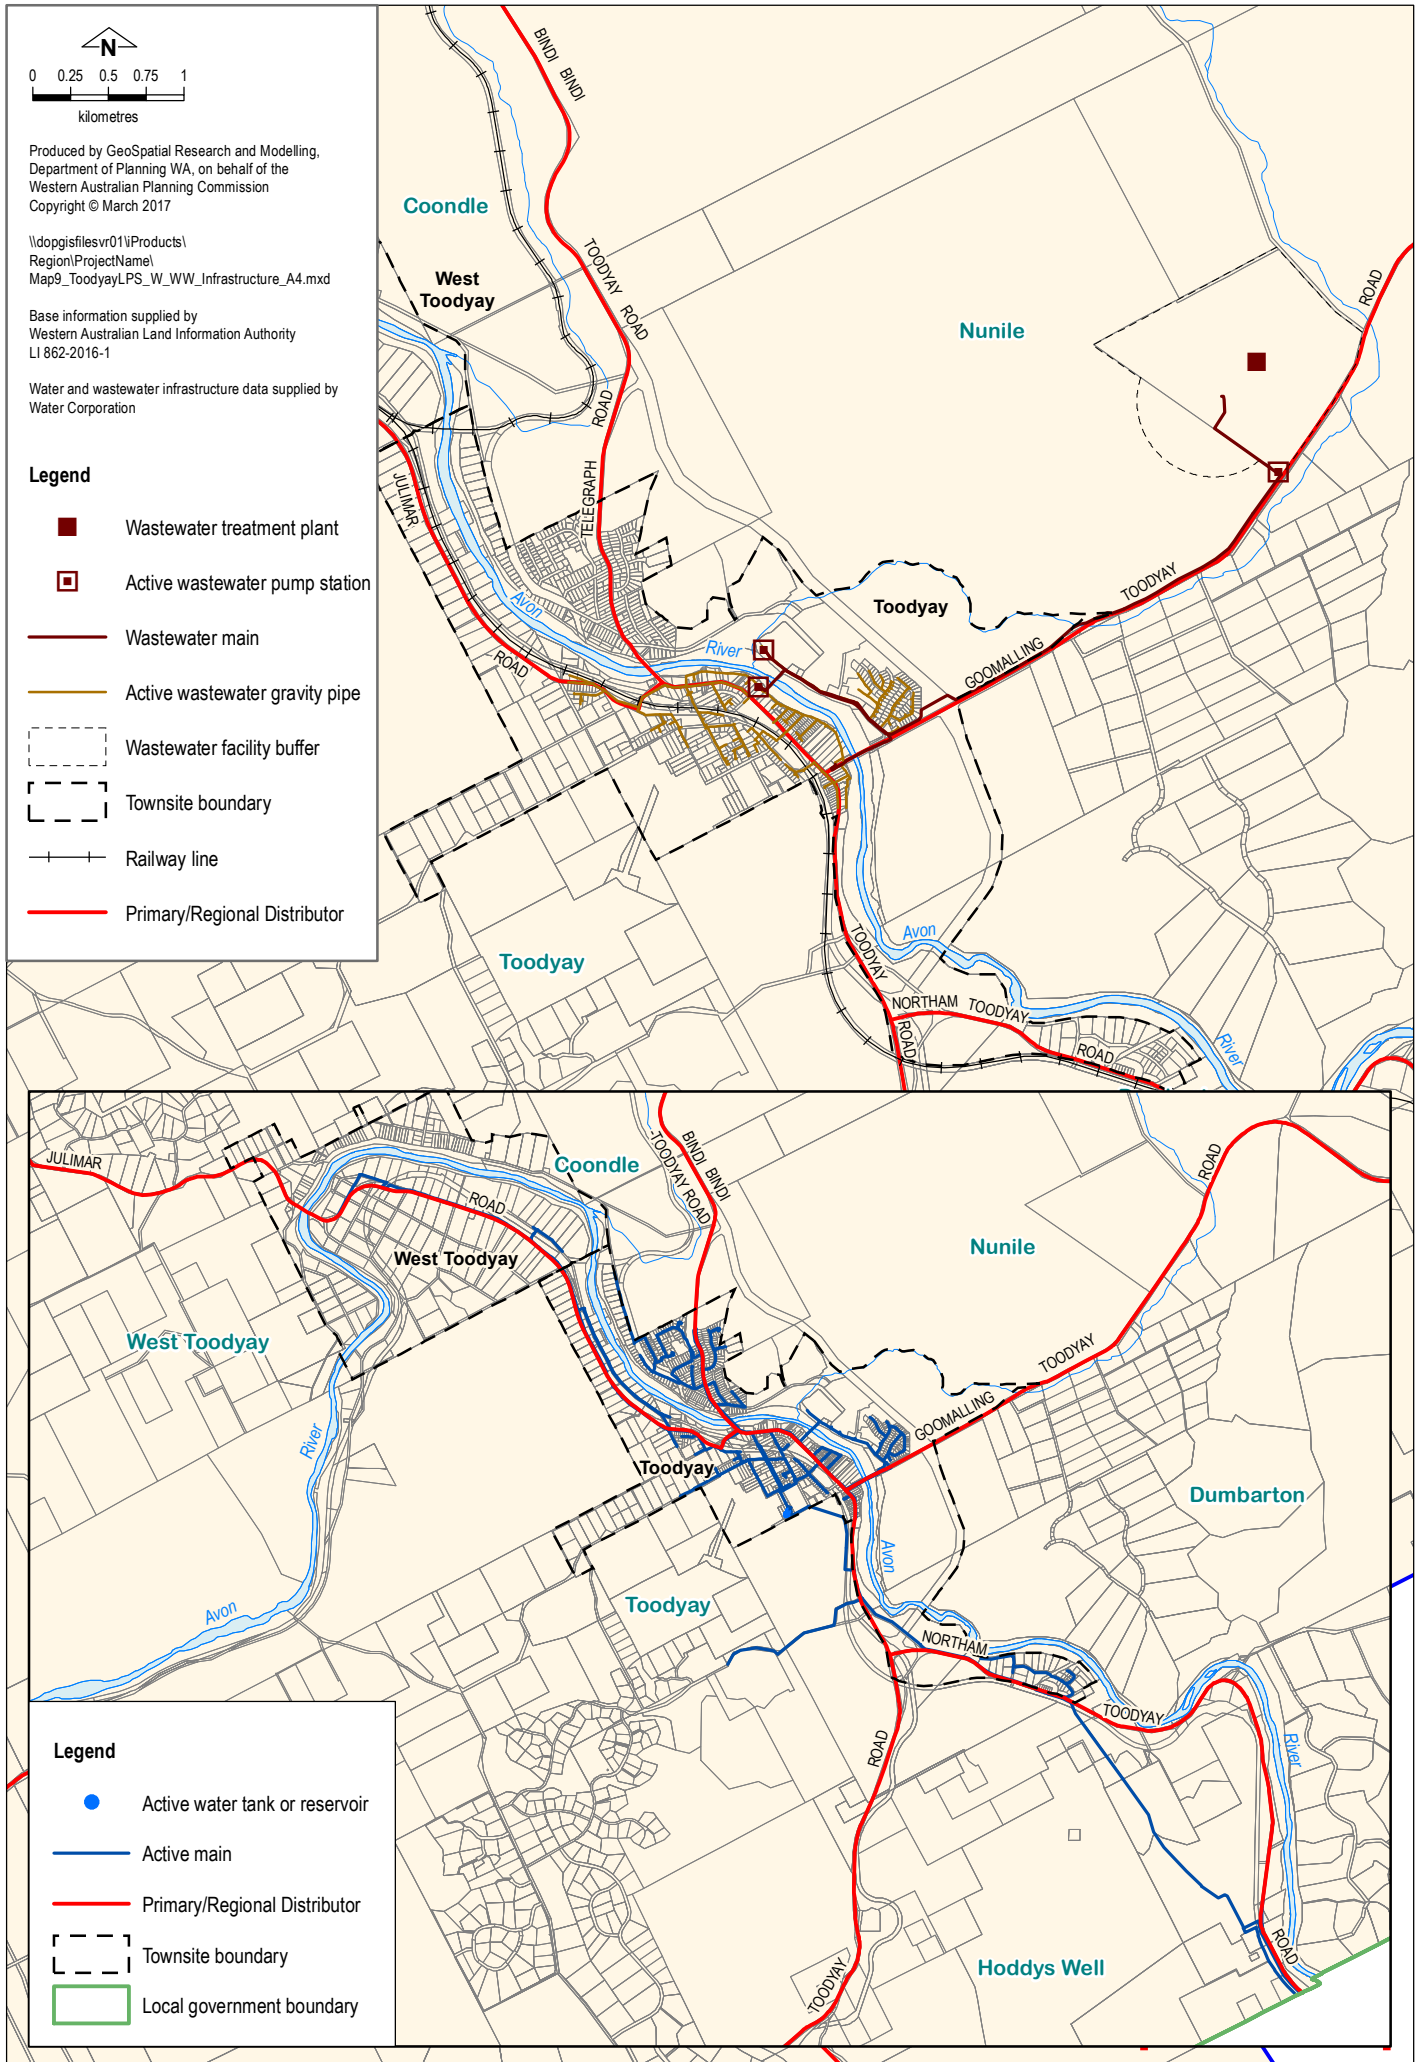 N
0 0.25 0.5 0.75 1
kilometres
Produced by GeoSpatial Research and Modelling,
Department of Planning WA, on behalf of the
Western Australian Planning Commission
Copyright © March 2017
\\dopgisfilesvr01\iProducts\
Region\ProjectName\
Map9_ToodyayLPS_W_WW_Infrastructure_A4.mxd
Base information supplied by
Western Australian Land Information Authority
LI 862-2016-1
Water and wastewater infrastructure data supplied by
Water Corporation
Legend
Wastewater treatment plant
Active wastewater pump station
Wastewater main
Active wastewater gravity pipe
Wastewater facility buffer
Townsite boundary
Railway line
Primary/Regional Distributor
BINDI BINDI
Coondle
TOODYAY ROAD
West
Toodyay
Nunile
ROAD
ROAD
JULIMAR
TELEGRAPH
Avon
TOODYAY
Toodyay
River
ROAD
GOOMALLING
Toodyay
Avon
TOODYAY
NORTHAM TOODYAY
ROAD
ROAD
River
JULIMAR
Coondle
BINDI BINDI
TOODYAY ROAD
ROAD
ROAD
West Toodyay
Nunile
West Toodyay
TOODYAY
GOOMALLING
River
Toodyay
Dumbarton
Avon
Avon
Toodyay
NORTHAM
TOODYAY
ROAD
River
ROAD
Hoddys Well
TOODYAY
Legend
Active water tank or reservoir
Active main
Primary/Regional Distributor
Townsite boundary
Local government boundary